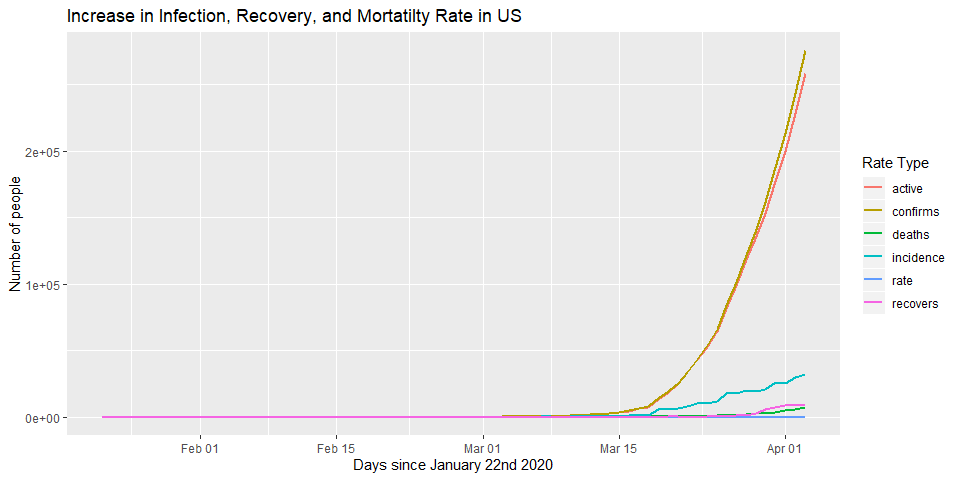 Increase in Infection, Recovery, and Mortatilty Rate in US
Number of people
2e+05
1e+05
0e+00
Feb 01
Feb 15
Mar 01
Mar 15
Apr 01
Days since January 22nd 2020
Rate Type
active
confirms
deaths
incidence
rate
recovers